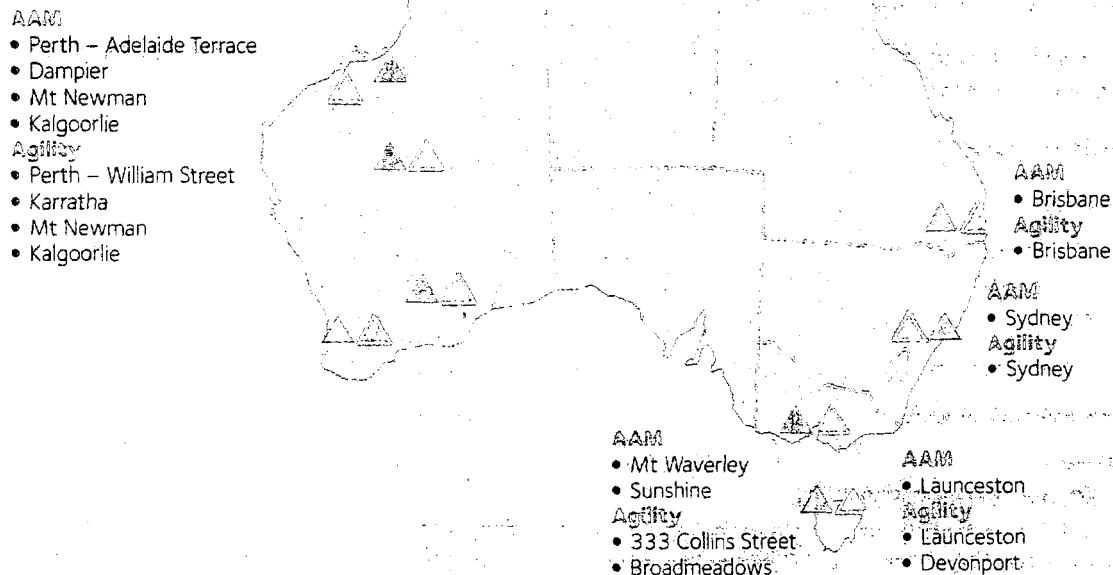 AAM
• Perth – Adelaide Terrace
• Dampier
• Mt Newman
• Kalgoorlie
Agility
• Perth – William Street
• Karratha
• Mt Newman
• Kalgoorlie
AAM
• Brisbane
Agility
• Brisbane
AAM
• Sydney
Agility
• Sydney
AAM
• Mt Waverley
• Sunshine
Agility
• 333 Collins Street
• Broadmeadows
AAM
• Launceston
Agility
• Launceston
• Devonport